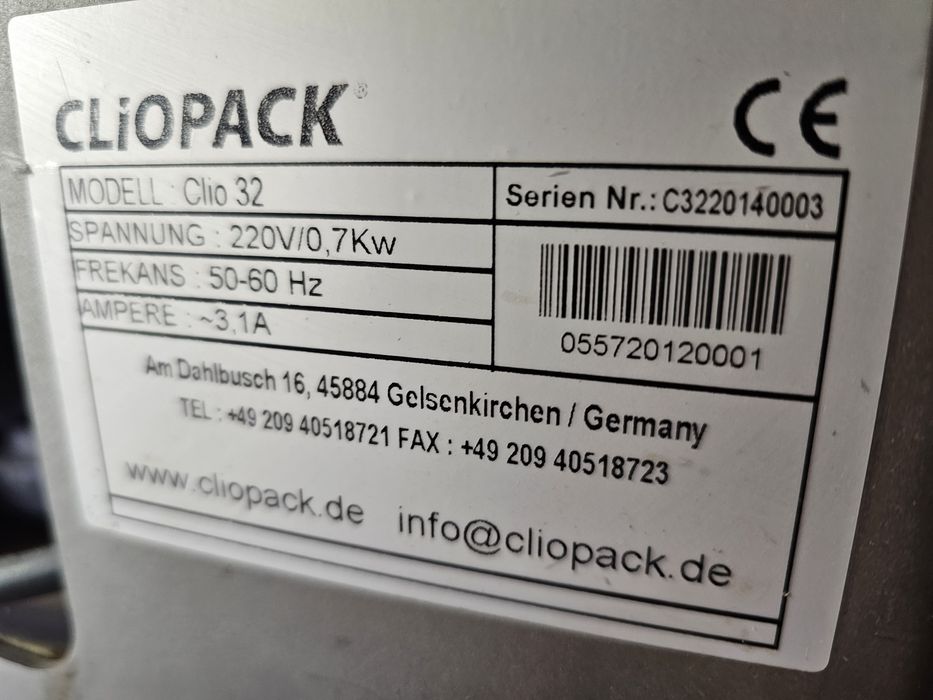 CLiOPACK®
CE
MODELL : Clio 32
Serien Nr.: C3220140003
SPANNUNG : 220V/0,7Kw
FREKANS : 50-60 Hz
AMPERE : ~3,1A
055720120001
Am Dahlbusch 16, 45884 Gelsenkirchen / Germany
TEL : +49 209 40518721 FAX : +49 209 40518723
www.cliopack.de info@cliopack.de